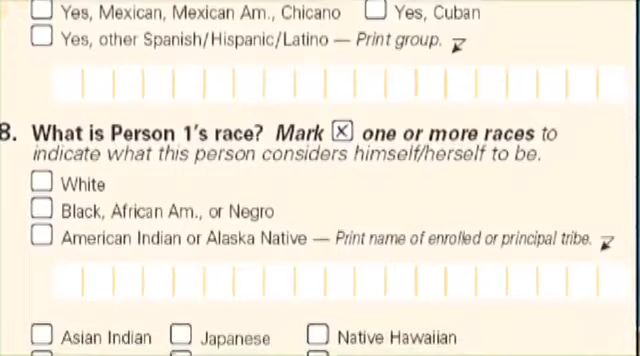 Yes, Mexican, Mexican Am., Chicano Yes, Cuban
Yes, other Spanish/Hispanic/Latino — Print group.
8. What is Person 1's race? Mark X one or more races to
indicate what this person considers himself/herself to be.
White
Black, African Am., or Negro
American Indian or Alaska Native — Print name of enrolled or principal tribe.
Asian Indian Japanese Native Hawaiian